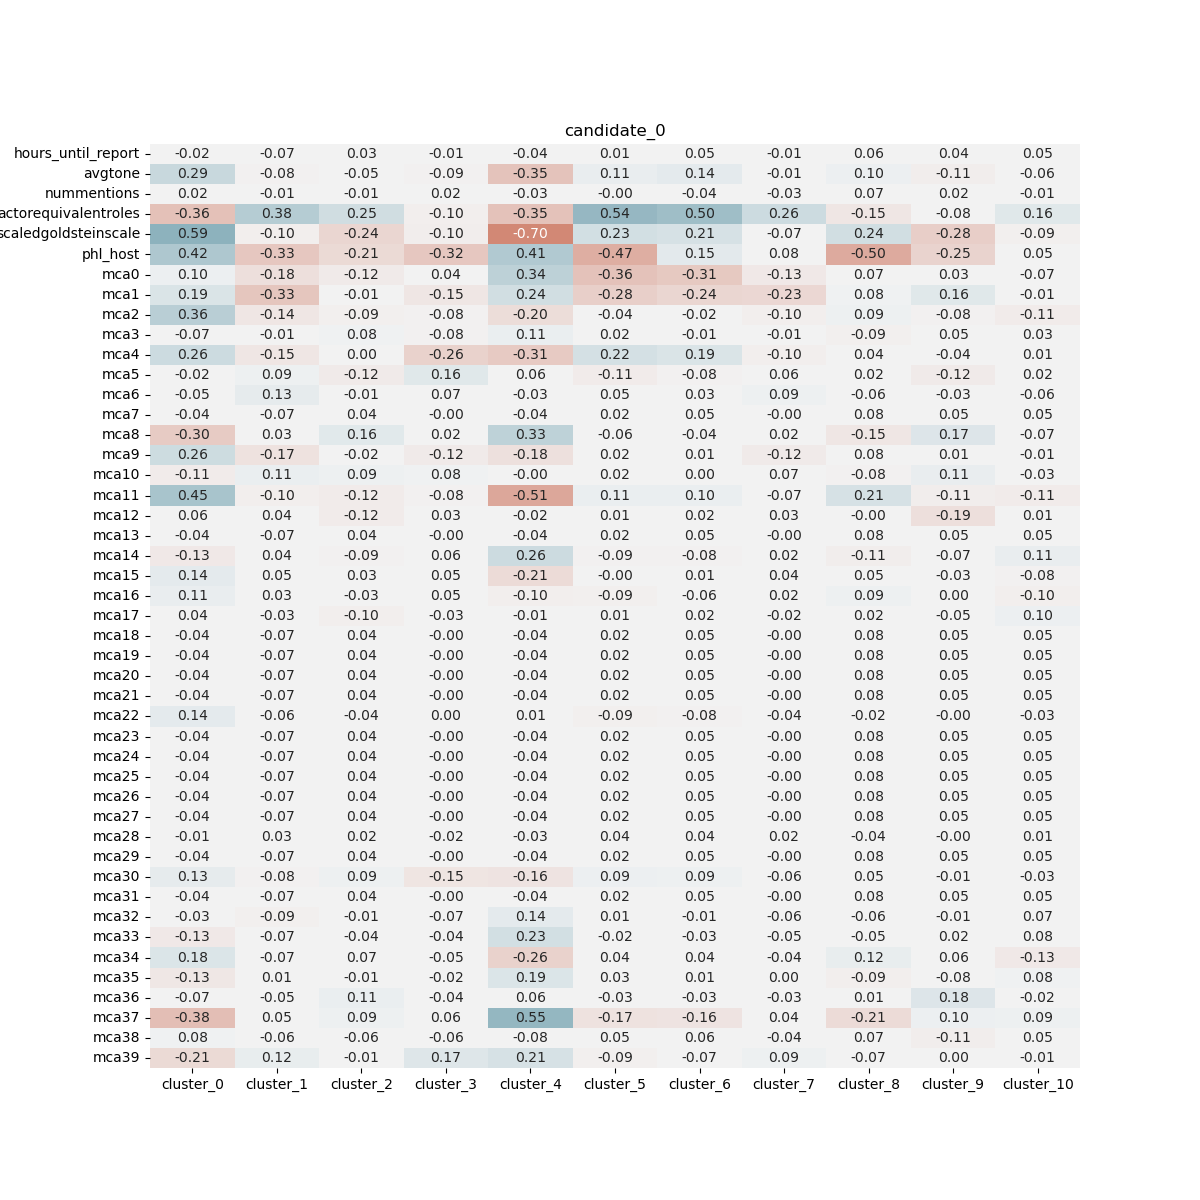 candidate_0
hours_until_report -0.02 -0.07 0.03 -0.01 -0.04 0.01 0.05 -0.01 0.06 0.04 0.05
avgtone 0.29 -0.08 -0.05 -0.09 -0.35 0.11 0.14 -0.01 0.10 -0.11 -0.06
nummentions 0.02 -0.01 -0.01 0.02 -0.03 -0.00 -0.04 -0.03 0.07 0.02 -0.01
actorequivalentroles -0.36 0.38 0.25 -0.10 -0.35 0.54 0.50 0.26 -0.15 -0.08 0.16
scaledgoldsteinscale 0.59 -0.10 -0.24 -0.10 -0.70 0.23 0.21 -0.07 0.24 -0.28 -0.09
phl_host 0.42 -0.33 -0.21 -0.32 0.41 -0.47 0.15 0.08 -0.50 -0.25 0.05
mca0 0.10 -0.18 -0.12 0.04 0.34 -0.36 -0.31 -0.13 0.07 0.03 -0.07
mca1 0.19 -0.33 -0.01 -0.15 0.24 -0.28 -0.24 -0.23 0.08 0.16 -0.01
mca2 0.36 -0.14 -0.09 -0.08 -0.20 -0.04 -0.02 -0.10 0.09 -0.08 -0.11
mca3 -0.07 -0.01 0.08 -0.08 0.11 0.02 -0.01 -0.01 -0.09 0.05 0.03
mca4 0.26 -0.15 0.00 -0.26 -0.31 0.22 0.19 -0.10 0.04 -0.04 0.01
mca5 -0.02 0.09 -0.12 0.16 0.06 -0.11 -0.08 0.06 0.02 -0.12 0.02
mca6 -0.05 0.13 -0.01 0.07 -0.03 0.05 0.03 0.09 -0.06 -0.03 -0.06
mca7 -0.04 -0.07 0.04 -0.00 -0.04 0.02 0.05 -0.00 0.08 0.05 0.05
mca8 -0.30 0.03 0.16 0.02 0.33 -0.06 -0.04 0.02 -0.15 0.17 -0.07
mca9 0.26 -0.17 -0.02 -0.12 -0.18 0.02 0.01 -0.12 0.08 0.01 -0.01
mca10 -0.11 0.11 0.09 0.08 -0.00 0.02 0.00 0.07 -0.08 0.11 -0.03
mca11 0.45 -0.10 -0.12 -0.08 -0.51 0.11 0.10 -0.07 0.21 -0.11 -0.11
mca12 0.06 0.04 -0.12 0.03 -0.02 0.01 0.02 0.03 -0.00 -0.19 0.01
mca13 -0.04 -0.07 0.04 -0.00 -0.04 0.02 0.05 -0.00 0.08 0.05 0.05
mca14 -0.13 0.04 -0.09 0.06 0.26 -0.09 -0.08 0.02 -0.11 -0.07 0.11
mca15 0.14 0.05 0.03 0.05 -0.21 -0.00 0.01 0.04 0.05 -0.03 -0.08
mca16 0.11 0.03 -0.03 0.05 -0.10 -0.09 -0.06 0.02 0.09 0.00 -0.10
mca17 0.04 -0.03 -0.10 -0.03 -0.01 0.01 0.02 -0.02 0.02 -0.05 0.10
mca18 -0.04 -0.07 0.04 -0.00 -0.04 0.02 0.05 -0.00 0.08 0.05 0.05
mca19 -0.04 -0.07 0.04 -0.00 -0.04 0.02 0.05 -0.00 0.08 0.05 0.05
mca20 -0.04 -0.07 0.04 -0.00 -0.04 0.02 0.05 -0.00 0.08 0.05 0.05
mca21 -0.04 -0.07 0.04 -0.00 -0.04 0.02 0.05 -0.00 0.08 0.05 0.05
mca22 0.14 -0.06 -0.04 0.00 0.01 -0.09 -0.08 -0.04 -0.02 -0.00 -0.03
mca23 -0.04 -0.07 0.04 -0.00 -0.04 0.02 0.05 -0.00 0.08 0.05 0.05
mca24 -0.04 -0.07 0.04 -0.00 -0.04 0.02 0.05 -0.00 0.08 0.05 0.05
mca25 -0.04 -0.07 0.04 -0.00 -0.04 0.02 0.05 -0.00 0.08 0.05 0.05
mca26 -0.04 -0.07 0.04 -0.00 -0.04 0.02 0.05 -0.00 0.08 0.05 0.05
mca27 -0.04 -0.07 0.04 -0.00 -0.04 0.02 0.05 -0.00 0.08 0.05 0.05
mca28 -0.01 0.03 0.02 -0.02 -0.03 0.04 0.04 0.02 -0.04 -0.00 0.01
mca29 -0.04 -0.07 0.04 -0.00 -0.04 0.02 0.05 -0.00 0.08 0.05 0.05
mca30 0.13 -0.08 0.09 -0.15 -0.16 0.09 0.09 -0.06 0.05 -0.01 -0.03
mca31 -0.04 -0.07 0.04 -0.00 -0.04 0.02 0.05 -0.00 0.08 0.05 0.05
mca32 -0.03 -0.09 -0.01 -0.07 0.14 0.01 -0.01 -0.06 -0.06 -0.01 0.07
mca33 -0.13 -0.07 -0.04 -0.04 0.23 -0.02 -0.03 -0.05 -0.05 0.02 0.08
mca34 0.18 -0.07 0.07 -0.05 -0.26 0.04 0.04 -0.04 0.12 0.06 -0.13
mca35 -0.13 0.01 -0.01 -0.02 0.19 0.03 0.01 0.00 -0.09 -0.08 0.08
mca36 -0.07 -0.05 0.11 -0.04 0.06 -0.03 -0.03 -0.03 0.01 0.18 -0.02
mca37 -0.38 0.05 0.09 0.06 0.55 -0.17 -0.16 0.04 -0.21 0.10 0.09
mca38 0.08 -0.06 -0.06 -0.06 -0.08 0.05 0.06 -0.04 0.07 -0.11 0.05
mca39 -0.21 0.12 -0.01 0.17 0.21 -0.09 -0.07 0.09 -0.07 0.00 -0.01
cluster_0 cluster_1 cluster_2 cluster_3 cluster_4 cluster_5 cluster_6 cluster_7 cluster_8 cluster_9 cluster_10